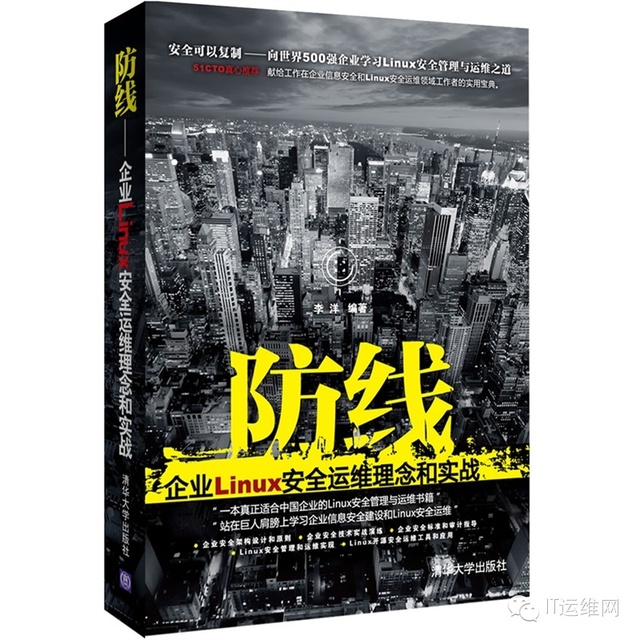 安全可以复制——向世界500强企业学习Linux安全管理与运维之道
51CTO真心推荐 献给工作在企业信息安全和Linux安全运维领域工作者的实用宝典。
李洋 编著
防线
企业Linux安全运维理念和实战
“一本真正适合中国企业的Linux安全管理与运维书籍”
“站在巨人肩膀上学习企业信息安全建设和Linux安全运维”
企业安全架构设计和原则 企业安全技术实战演练 企业安全标准和审计指导
Linux安全管理和运维实现 Linux开源安全运维工具和应用
清华大学出版社
防线——企业Linux安全运维理念和实战
清华大学出版社
IT运维网